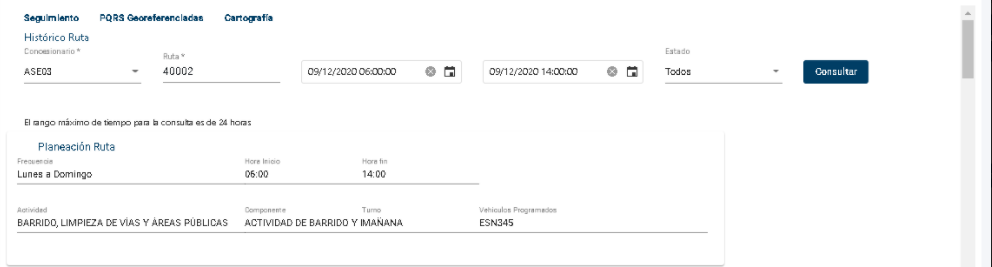 Seguimiento PQRS Georeferenciadas Cartografía
Histórico Ruta
Concesionario * Ruta * Estado
ASE03 40002 09/12/2020 06:00:00 09/12/2020 14:00:00 Todos Consultar
El rango máximo de tiempo para la consulta es de 24 horas
Planeación Ruta
Frecuencia Hora Inicio Hora fin
Lunes a Domingo 06:00 14:00
Actividad Componente Turno Vehículos Programados
BARRIDO, LIMPIEZA DE VÍAS Y ÁREAS PÚBLICAS ACTIVIDAD DE BARRIDO Y MAÑANA ESN345